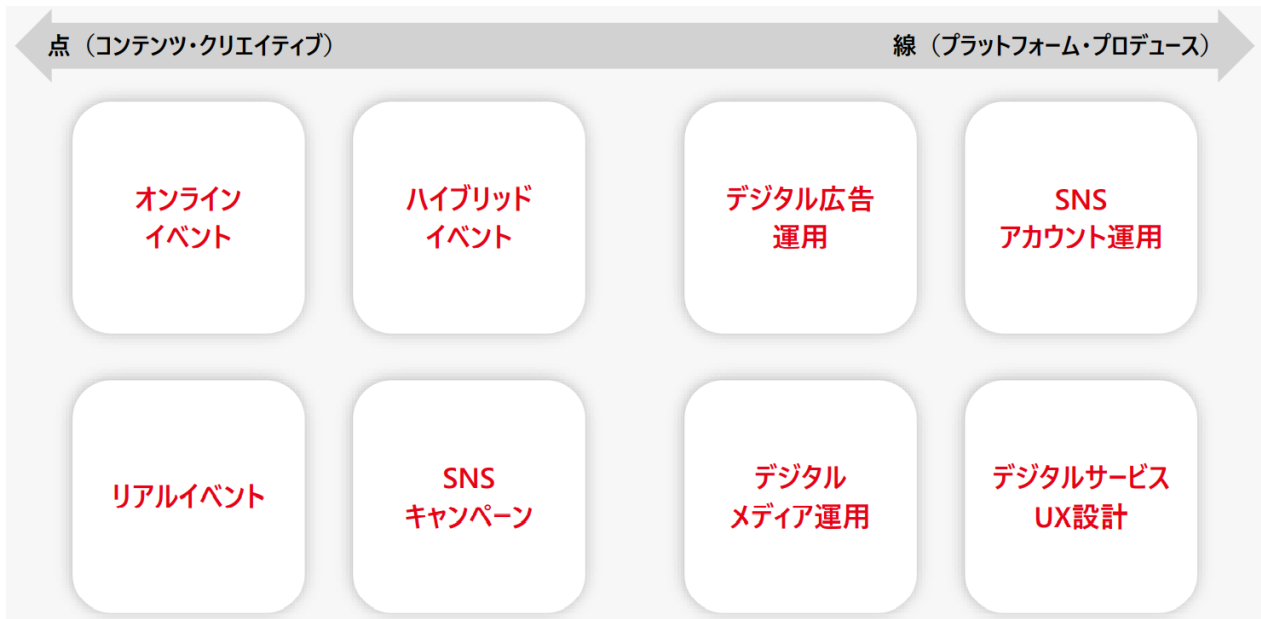 点（コンテンツ・クリエイティブ）
線（プラットフォーム・プロデュース）
オンライン
イベント
ハイブリッド
イベント
デジタル広告
運用
SNS
アカウント運用
リアルイベント
SNS
キャンペーン
デジタル
メディア運用
デジタルサービス
UX設計